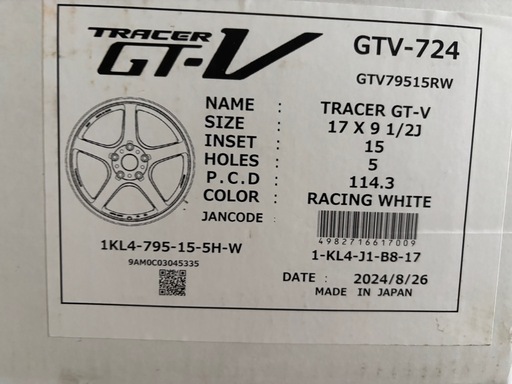 TRACER
GT-V
GTV-724
GTV79515RW
NAME : TRACER GT-V
SIZE : 17 X 9 1/2J
INSET : 15
HOLES : 5
P.C.D : 114.3
COLOR : RACING WHITE
JANCODE :
4982716617009
1KL4-795-15-5H-W
1-KL4-J1-B8-17
9AM0C03045335
DATE : 2024/8/26
MADE IN JAPAN